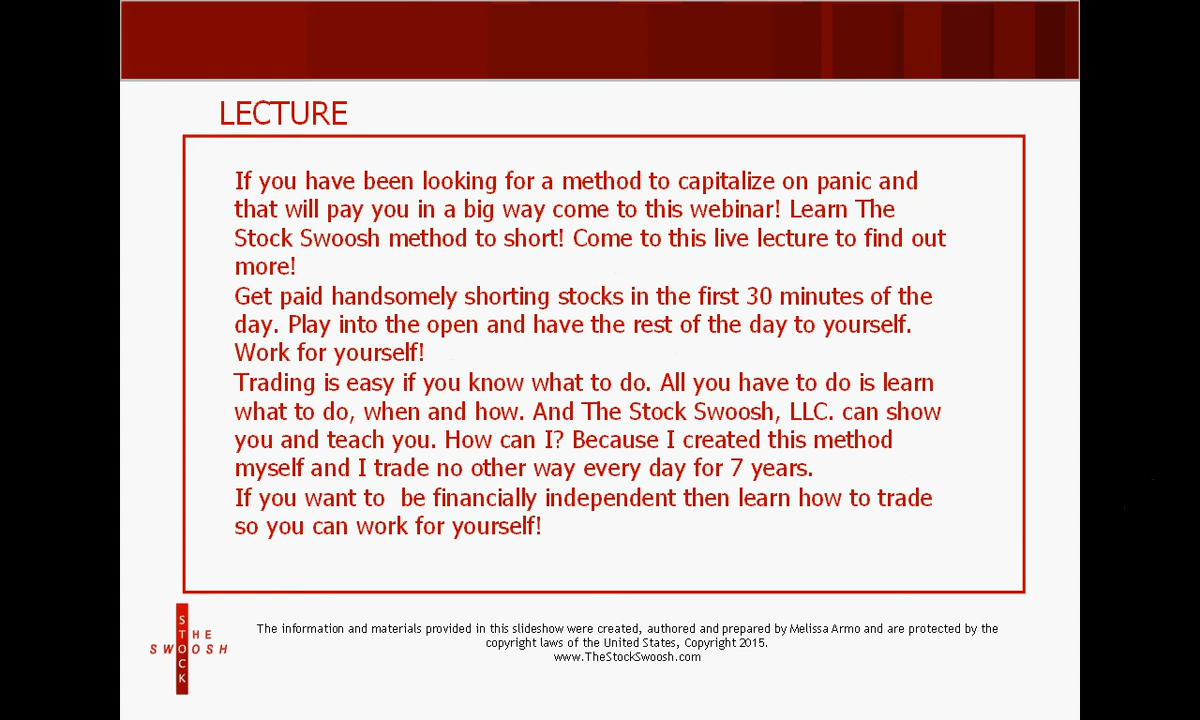 LECTURE
If you have been looking for a method to capitalize on panic and
that will pay you in a big way come to this webinar! Learn The
Stock Swoosh method to short! Come to this live lecture to find out
more!
Get paid handsomely shorting stocks in the first 30 minutes of the
day. Play into the open and have the rest of the day to yourself.
Work for yourself!
Trading is easy if you know what to do. All you have to do is learn
what to do, when and how. And The Stock Swoosh, LLC. can show
you and teach you. How can I? Because I created this method
myself and I trade no other way every day for 7 years.
If you want to  be financially independent then learn how to trade
so you can work for yourself!
THE
STOCK
SWOOSH
The information and materials provided in this slideshow were created, authored and prepared by Melissa Armo and are protected by the
copyright laws of the United States, Copyright 2015.
www.TheStockSwoosh.com